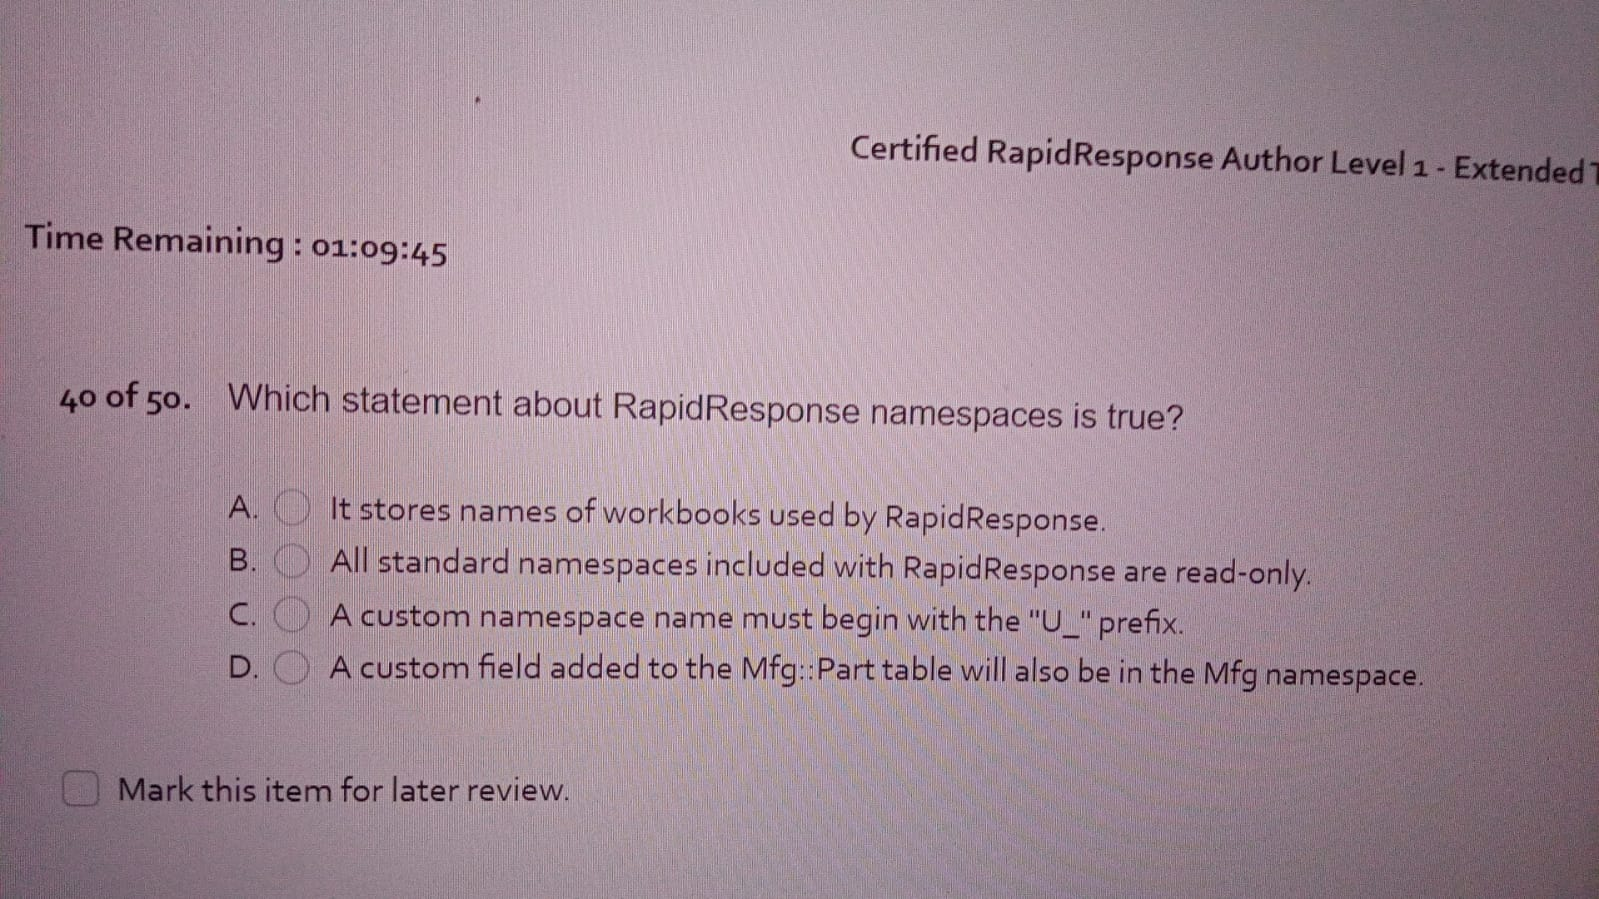 Certified RapidResponse Author Level 1 - Extended
Time Remaining : 01:09:45
40 of 50. Which statement about RapidResponse namespaces is true?
A. It stores names of workbooks used by RapidResponse.
B. All standard namespaces included with RapidResponse are read-only.
C. A custom namespace name must begin with the "U_" prefix.
D. A custom field added to the Mfg::Part table will also be in the Mfg namespace.
Mark this item for later review.